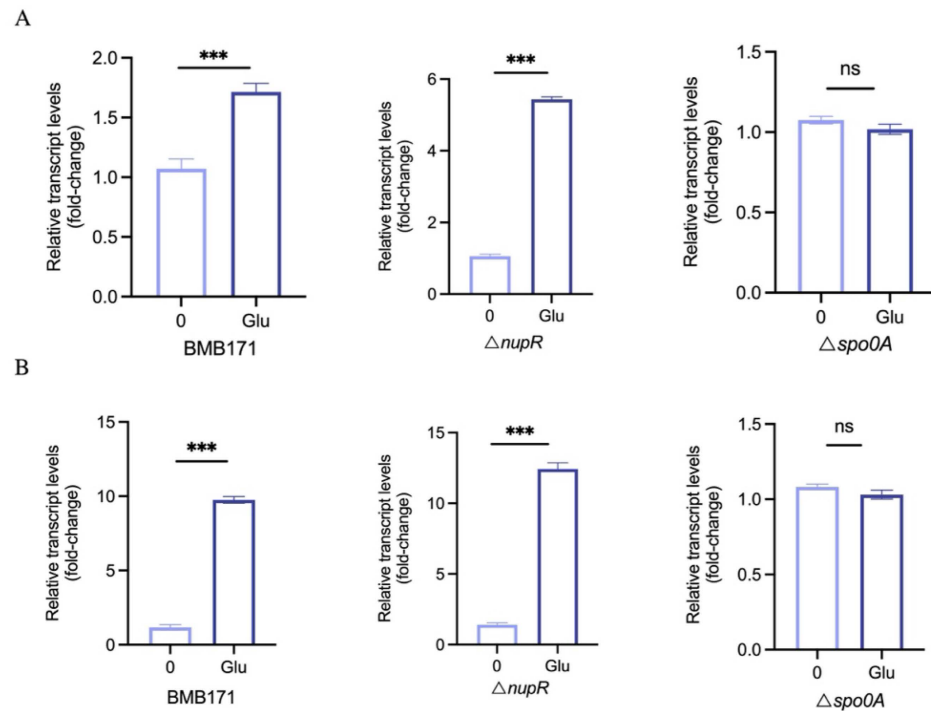 A
Relative transcript levels
(fold-change)
2.0
1.5
1.0
0.5
0.0
***
0 Glu
BMB171
Relative transcript levels
(fold-change)
6
4
2
0
***
0 Glu
△nupR
Relative transcript levels
(fold-change)
1.5
1.0
0.5
0.0
ns
0 Glu
△spo0A
B
Relative transcript levels
(fold-change)
15
10
5
0
***
0 Glu
BMB171
Relative transcript levels
(fold-change)
15
10
5
0
***
0 Glu
△nupR
Relative transcript levels
(fold-change)
1.5
1.0
0.5
0.0
ns
0 Glu
△spo0A